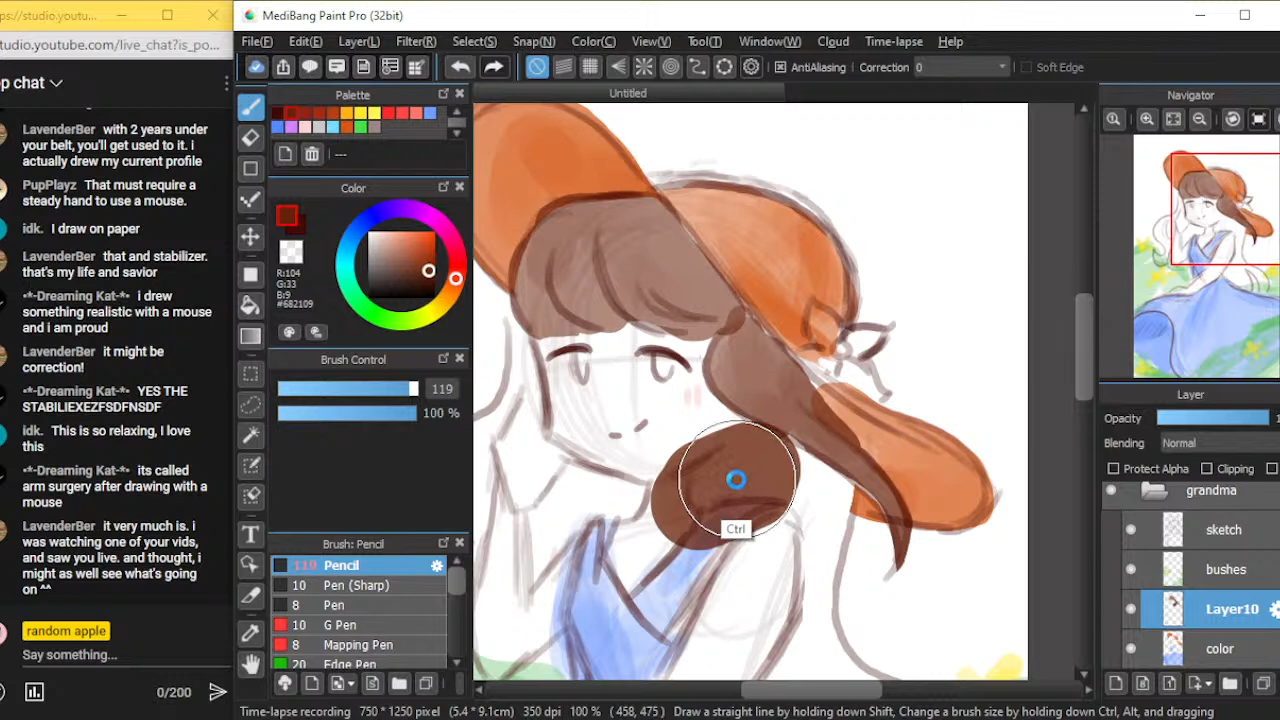 ps://studio.youtu...
tudio.youtube.com/live_chat?is_po...
p chat
LavenderBer with 2 years under
your belt, you'll get used to it. i
actually drew my current profile
PupPlayz That must require a
steady hand to use a mouse.
idk. I draw on paper
LavenderBer that and stabilizer.
that's my life and savior
•*-Dreaming Kat-*• i drew
something realistic with a mouse
and i am proud
LavenderBer it might be
correction!
•*-Dreaming Kat-*• YES THE
STABILIEXEZFSDFNSDF
idk. This is so relaxing, I love
this
•*-Dreaming Kat-*• its called
arm surgery after drawing with a
mouse
LavenderBer it very much is. i
was watching one of your vids,
and saw you live. and thought, i
might as well see what's going
on ^^
random apple
Say something...
0/200
MediBang Paint Pro (32bit)
File(F) Edit(E) Layer(L) Filter(R) Select(S) Snap(N) Color(C) View(V) Tool(T) Window(W) Cloud Time-lapse Help
AntiAliasing Correction 0 Soft Edge
Palette
---
Color
R:104
G:33
B:9
#682109
Brush Control
119
100 %
Brush: Pencil
119 Pencil
10 Pen (Sharp)
8 Pen
10 G Pen
8 Mapping Pen
20 Edge Pen
T
Untitled
Ctrl
Navigator
Layer
Opacity 1
Blending Normal
Protect Alpha Clipping
grandma
sketch
bushes
Layer10
color
Time-lapse recording 750 * 1250 pixel (5.4 * 9.1cm) 350 dpi 100 % ( 458, 475 ) Draw a straight line by holding down Shift, Change a brush size by holding down Ctrl, Alt, and dragging